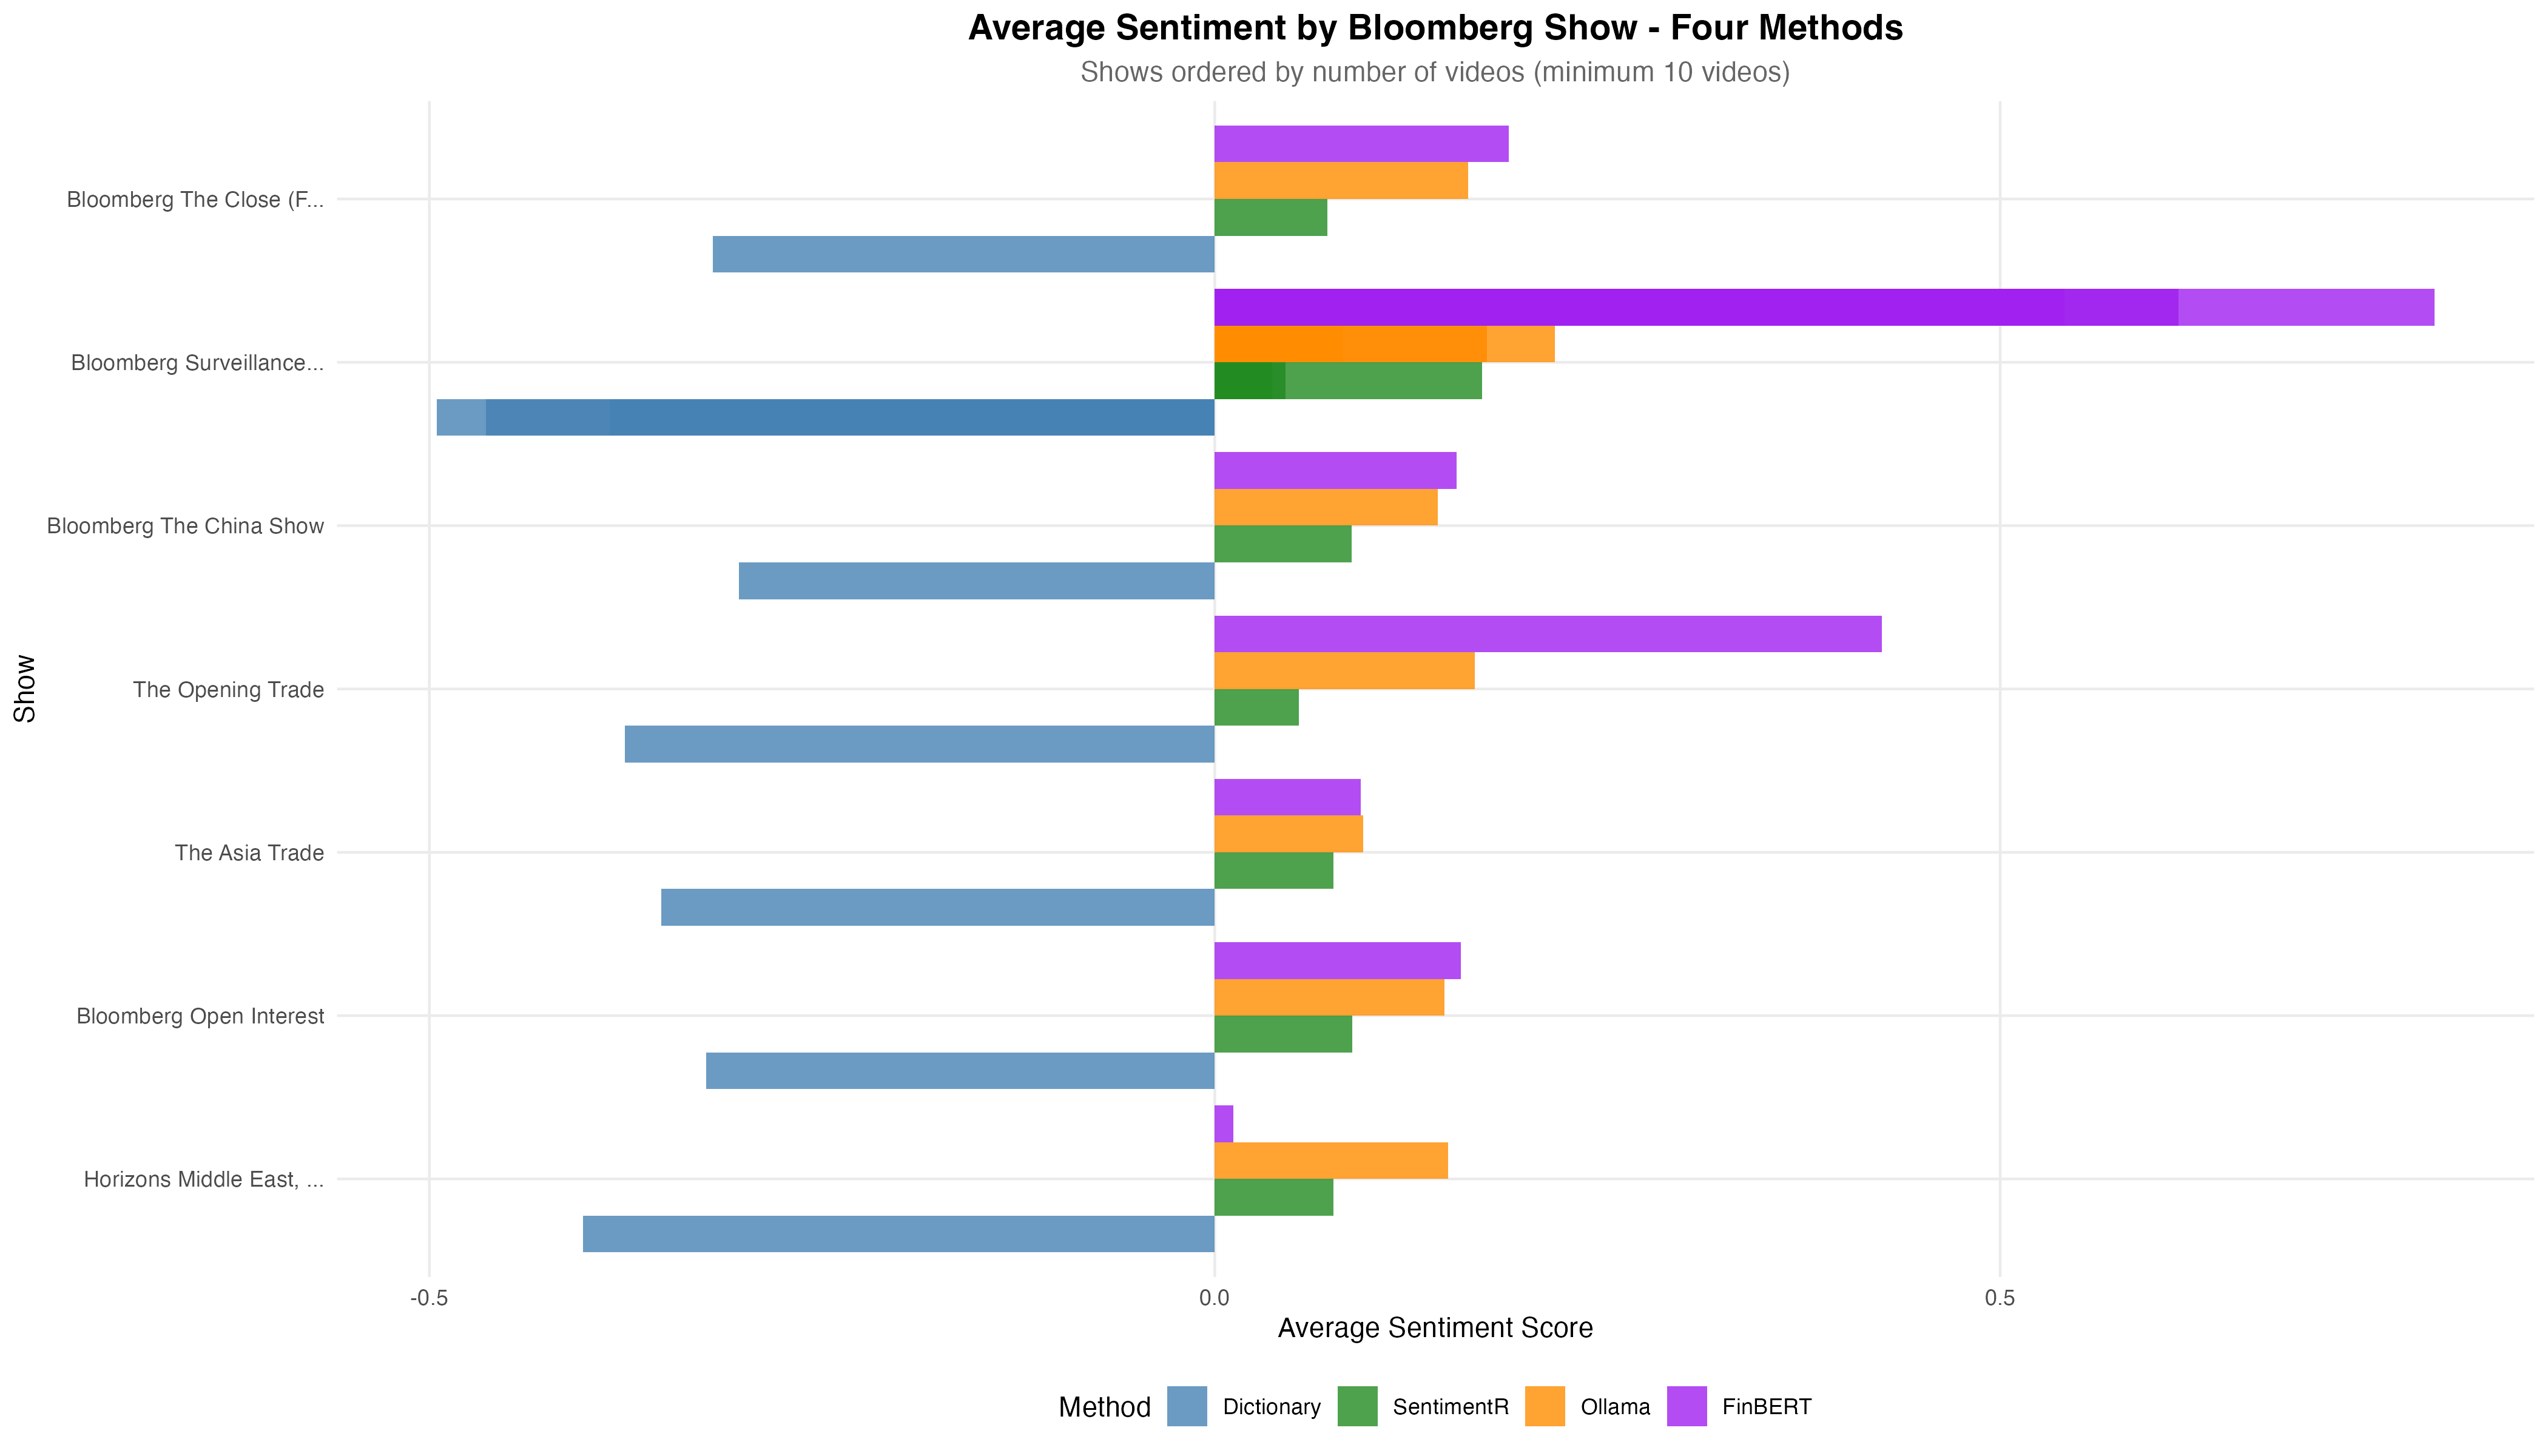 Average Sentiment by Bloomberg Show - Four Methods
Shows ordered by number of videos (minimum 10 videos)
Show
Bloomberg The Close (F...
Bloomberg Surveillance...
Bloomberg The China Show
The Opening Trade
The Asia Trade
Bloomberg Open Interest
Horizons Middle East, ...
-0.5 0.0 0.5
Average Sentiment Score
Method Dictionary SentimentR Ollama FinBERT